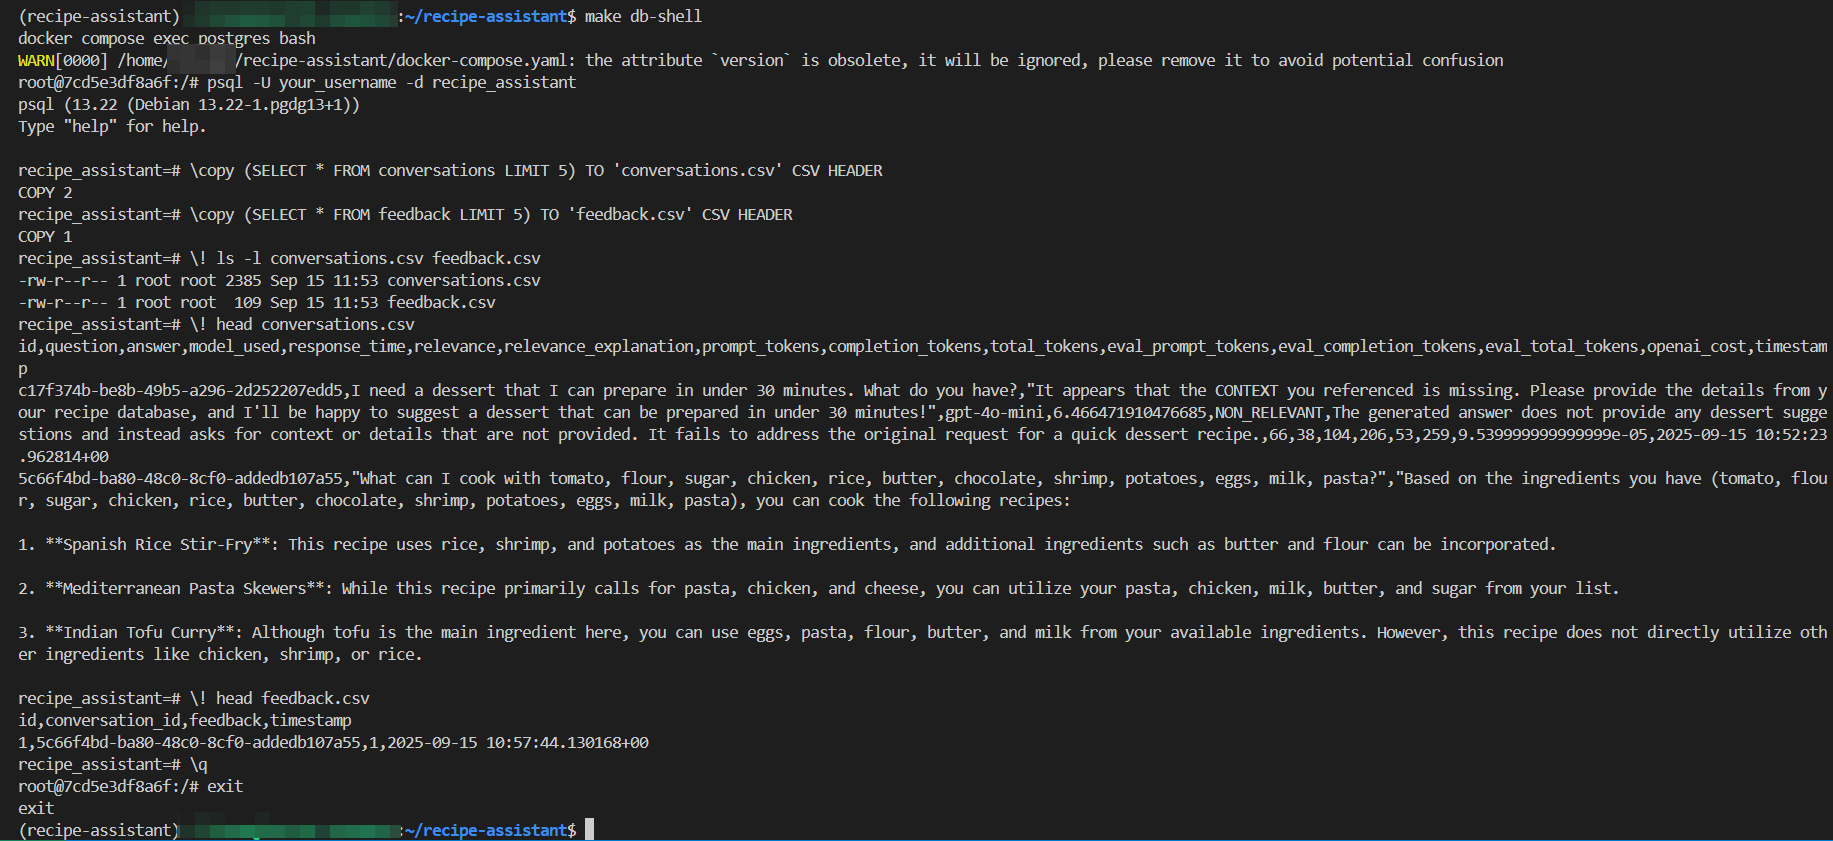 (recipe-assistant) :~/recipe-assistant$ make db-shell
docker compose exec postgres bash
WARN[0000] /home/ /recipe-assistant/docker-compose.yaml: the attribute `version` is obsolete, it will be ignored, please remove it to avoid potential confusion
root@7cd5e3df8a6f:/# psql -U your_username -d recipe_assistant
psql (13.22 (Debian 13.22-1.pgdg13+1))
Type "help" for help.
recipe_assistant=# \copy (SELECT * FROM conversations LIMIT 5) TO 'conversations.csv' CSV HEADER
COPY 2
recipe_assistant=# \copy (SELECT * FROM feedback LIMIT 5) TO 'feedback.csv' CSV HEADER
COPY 1
recipe_assistant=# \! ls -l conversations.csv feedback.csv
-rw-r--r-- 1 root root 2385 Sep 15 11:53 conversations.csv
-rw-r--r-- 1 root root  109 Sep 15 11:53 feedback.csv
recipe_assistant=# \! head conversations.csv
id,question,answer,model_used,response_time,relevance,relevance_explanation,prompt_tokens,completion_tokens,total_tokens,eval_prompt_tokens,eval_completion_tokens,eval_total_tokens,openai_cost,timestam
p
c17f374b-be8b-49b5-a296-2d252207edd5,I need a dessert that I can prepare in under 30 minutes. What do you have?,"It appears that the CONTEXT you referenced is missing. Please provide the details from y
our recipe database, and I'll be happy to suggest a dessert that can be prepared in under 30 minutes!",gpt-4o-mini,6.466471910476685,NON_RELEVANT,The generated answer does not provide any dessert sugge
stions and instead asks for context or details that are not provided. It fails to address the original request for a quick dessert recipe.,66,38,104,206,53,259,9.539999999999999e-05,2025-09-15 10:52:23
.962814+00
5c66f4bd-ba80-48c0-8cf0-addedb107a55,"What can I cook with tomato, flour, sugar, chicken, rice, butter, chocolate, shrimp, potatoes, eggs, milk, pasta?","Based on the ingredients you have (tomato, flou
r, sugar, chicken, rice, butter, chocolate, shrimp, potatoes, eggs, milk, pasta), you can cook the following recipes:
1. **Spanish Rice Stir-Fry**: This recipe uses rice, shrimp, and potatoes as the main ingredients, and additional ingredients such as butter and flour can be incorporated.
2. **Mediterranean Pasta Skewers**: While this recipe primarily calls for pasta, chicken, and cheese, you can utilize your pasta, chicken, milk, butter, and sugar from your list.
3. **Indian Tofu Curry**: Although tofu is the main ingredient here, you can use eggs, pasta, flour, butter, and milk from your available ingredients. However, this recipe does not directly utilize oth
er ingredients like chicken, shrimp, or rice.
recipe_assistant=# \! head feedback.csv
id,conversation_id,feedback,timestamp
1,5c66f4bd-ba80-48c0-8cf0-addedb107a55,1,2025-09-15 10:57:44.130168+00
recipe_assistant=# \q
root@7cd5e3df8a6f:/# exit
exit
(recipe-assistant) :~/recipe-assistant$